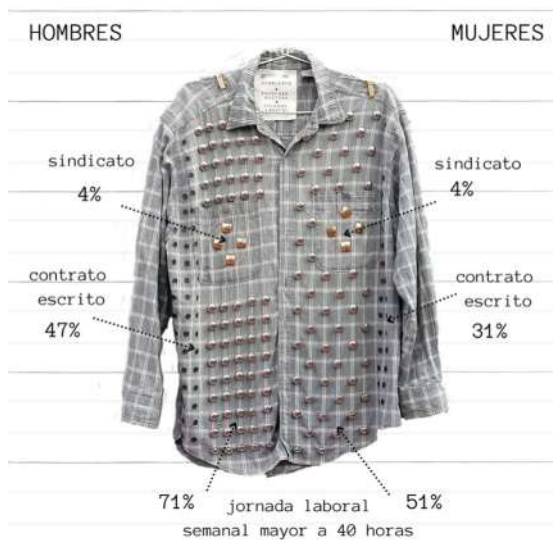 HOMBRES
MUJERES
sindicato
4%
sindicato
4%
contrato
escrito
47%
contrato
escrito
31%
71%
jornada laboral
semanal mayor a 40 horas
51%